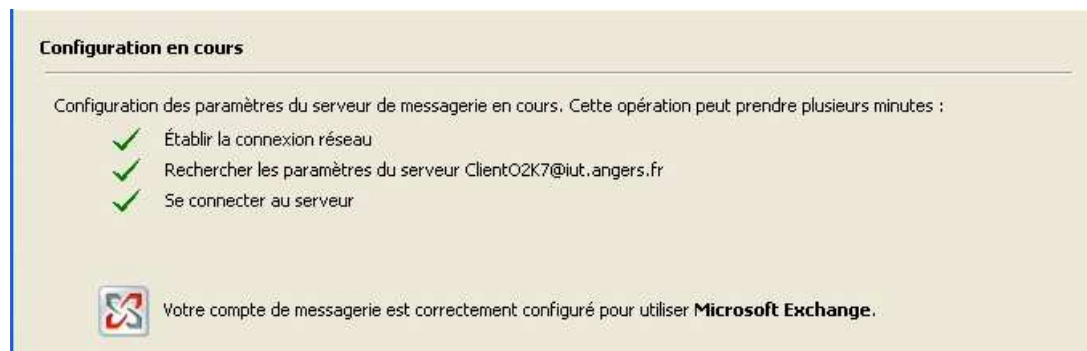 Configuration en cours
Configuration des paramètres du serveur de messagerie en cours. Cette opération peut prendre plusieurs minutes :
Établir la connexion réseau
Rechercher les paramètres du serveur ClientO2K7@iut.angers.fr
Se connecter au serveur
Votre compte de messagerie est correctement configuré pour utiliser Microsoft Exchange.